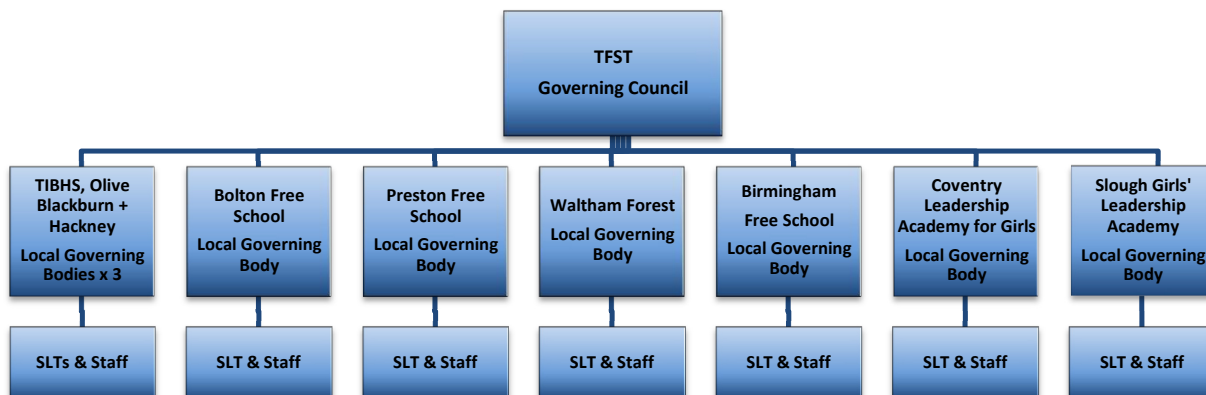 TFST
Governing Council
TIBHS, Olive
Blackburn +
Hackney
Local Governing
Bodies x 3
Bolton Free
School
Local Governing
Body
Preston Free
School
Local Governing
Body
Waltham Forest
Local Governing
Body
Birmingham
Free School
Local Governing
Body
Coventry
Leadership
Academy for Girls
Local Governing
Body
Slough Girls'
Leadership
Academy
Local Governing
Body
SLTs & Staff
SLT & Staff
SLT & Staff
SLT & Staff
SLT & Staff
SLT & Staff
SLT & Staff